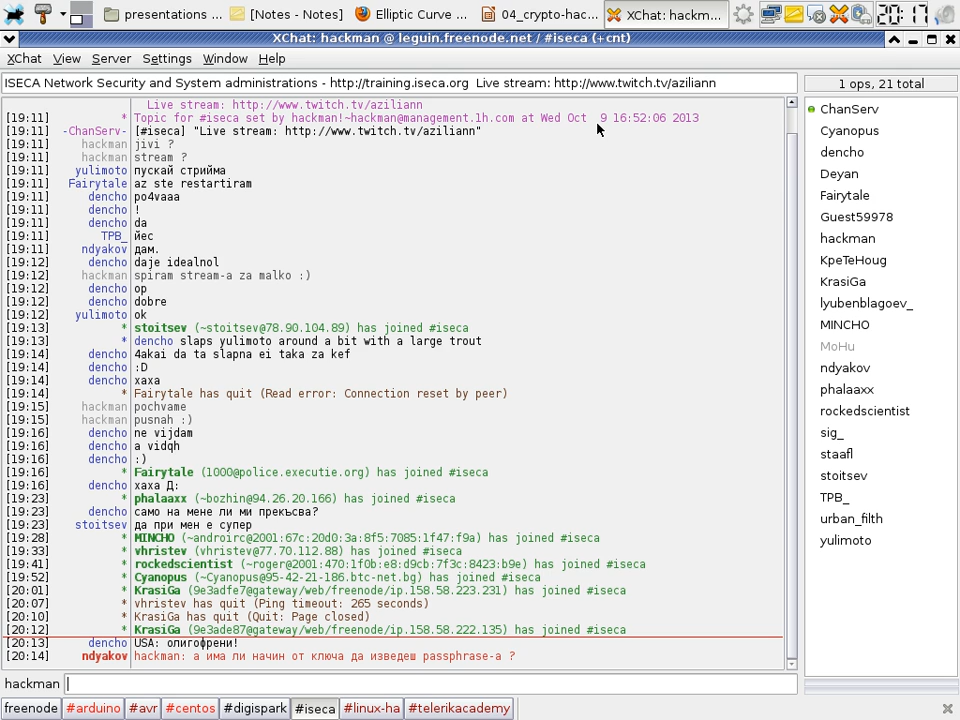 presentations ...
[Notes - Notes]
Elliptic Curve ...
04_crypto-hac...
XChat: hackm...
20:17
XChat: hackman @ leguin.freenode.net / #iseca (+cnt)
XChat View Server Settings Window Help
ISECA Network Security and System administrations - http://training.iseca.org  Live stream: http://www.twitch.tv/aziliann
1 ops, 21 total
Live stream: http://www.twitch.tv/aziliann
[19:11] * Topic for #iseca set by hackman!~hackman@management.1h.com at Wed Oct  9 16:52:06 2013
[19:11] -ChanServ- [#iseca] "Live stream: http://www.twitch.tv/aziliann"
[19:11] hackman jivi ?
[19:11] hackman stream ?
[19:11] yulimoto пускай стрийма
[19:11] Fairytale az ste restartiram
[19:11] dencho po4vaaa
[19:11] dencho !
[19:11] dencho da
[19:11] TPB_ йес
[19:11] ndyakov дам.
[19:12] dencho daje idealnol
[19:12] hackman spiram stream-a za malko :)
[19:12] dencho op
[19:12] dencho dobre
[19:12] yulimoto ok
[19:13] * stoitsev (~stoitsev@78.90.104.89) has joined #iseca
[19:13] * dencho slaps yulimoto around a bit with a large trout
[19:14] dencho 4akai da ta slapna ei taka za kef
[19:14] dencho :D
[19:14] dencho xaxa
[19:14] * Fairytale has quit (Read error: Connection reset by peer)
[19:15] hackman pochvame
[19:15] hackman pusnah :)
[19:16] dencho ne vijdam
[19:16] dencho a vidqh
[19:16] dencho :)
[19:16] * Fairytale (1000@police.executie.org) has joined #iseca
[19:16] dencho хаха Д:
[19:23] * phalaaxx (~bozhin@94.26.20.166) has joined #iseca
[19:23] dencho само на мене ли ми прекъсва?
[19:23] stoitsev да при мен е супер
[19:28] * MINCHO (~androirc@2001:67c:20d0:3a:8f5:7085:1f47:f9a) has joined #iseca
[19:33] * vhristev (vhristev@77.70.112.88) has joined #iseca
[19:41] * rockedscientist (~roger@2001:470:1f0b:e8:d9cb:7f3c:8423:b9e) has joined #iseca
[19:52] * Cyanopus (~Cyanopus@95-42-21-186.btc-net.bg) has joined #iseca
[20:01] * KrasiGa (9e3adfe7@gateway/web/freenode/ip.158.58.223.231) has joined #iseca
[20:07] * vhristev has quit (Ping timeout: 265 seconds)
[20:10] * KrasiGa has quit (Quit: Page closed)
[20:12] * KrasiGa (9e3ade87@gateway/web/freenode/ip.158.58.222.135) has joined #iseca
[20:13] dencho USA: олигофрени!
[20:14] ndyakov hackman: а има ли начин от ключа да изведеш passphrase-а ?
ChanServ
Cyanopus
dencho
Deyan
Fairytale
Guest59978
hackman
KpeTeHoug
KrasiGa
lyubenblagoev_
MINCHO
MoHu
ndyakov
phalaaxx
rockedscientist
sig_
staafl
stoitsev
TPB_
urban_filth
yulimoto
hackman
freenode #arduino #avr #centos #digispark #iseca #linux-ha #telerikacademy